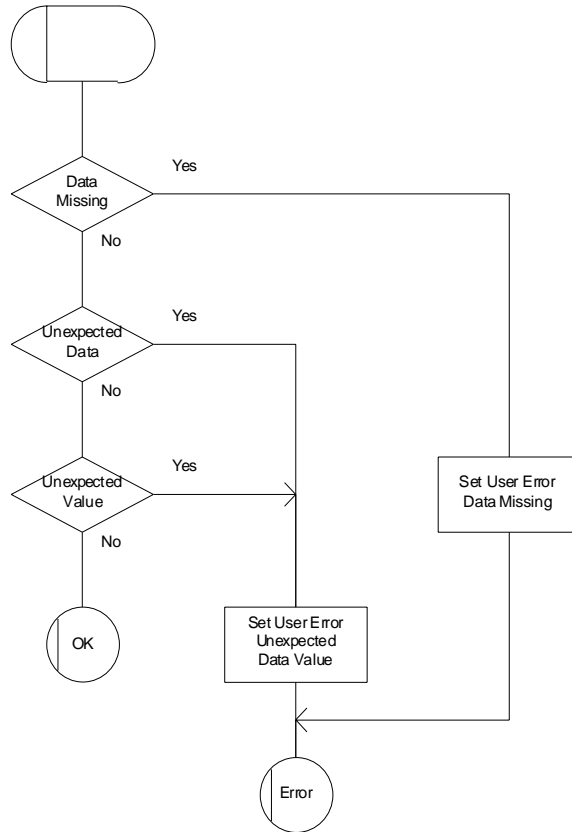 Yes
Data
Missing
No
Yes
Unexpected
Data
No
Yes
Unexpected
Value
No
Set User Error
Data Missing
OK
Set User Error
Unexpected
Data Value
Error